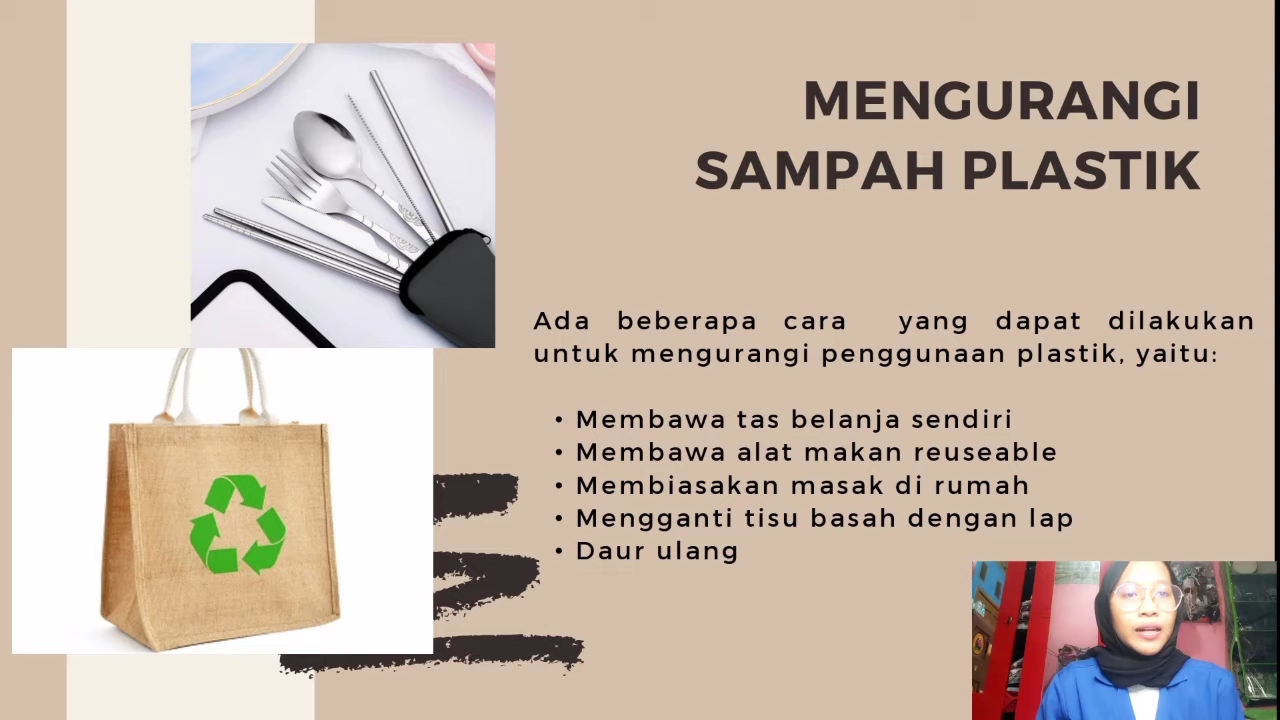 MENGURANGI
SAMPAH PLASTIK
Ada beberapa cara yang dapat dilakukan
untuk mengurangi penggunaan plastik, yaitu:
• Membawa tas belanja sendiri
• Membawa alat makan reuseable
• Membiasakan masak di rumah
• Mengganti tisu basah dengan lap
• Daur ulang